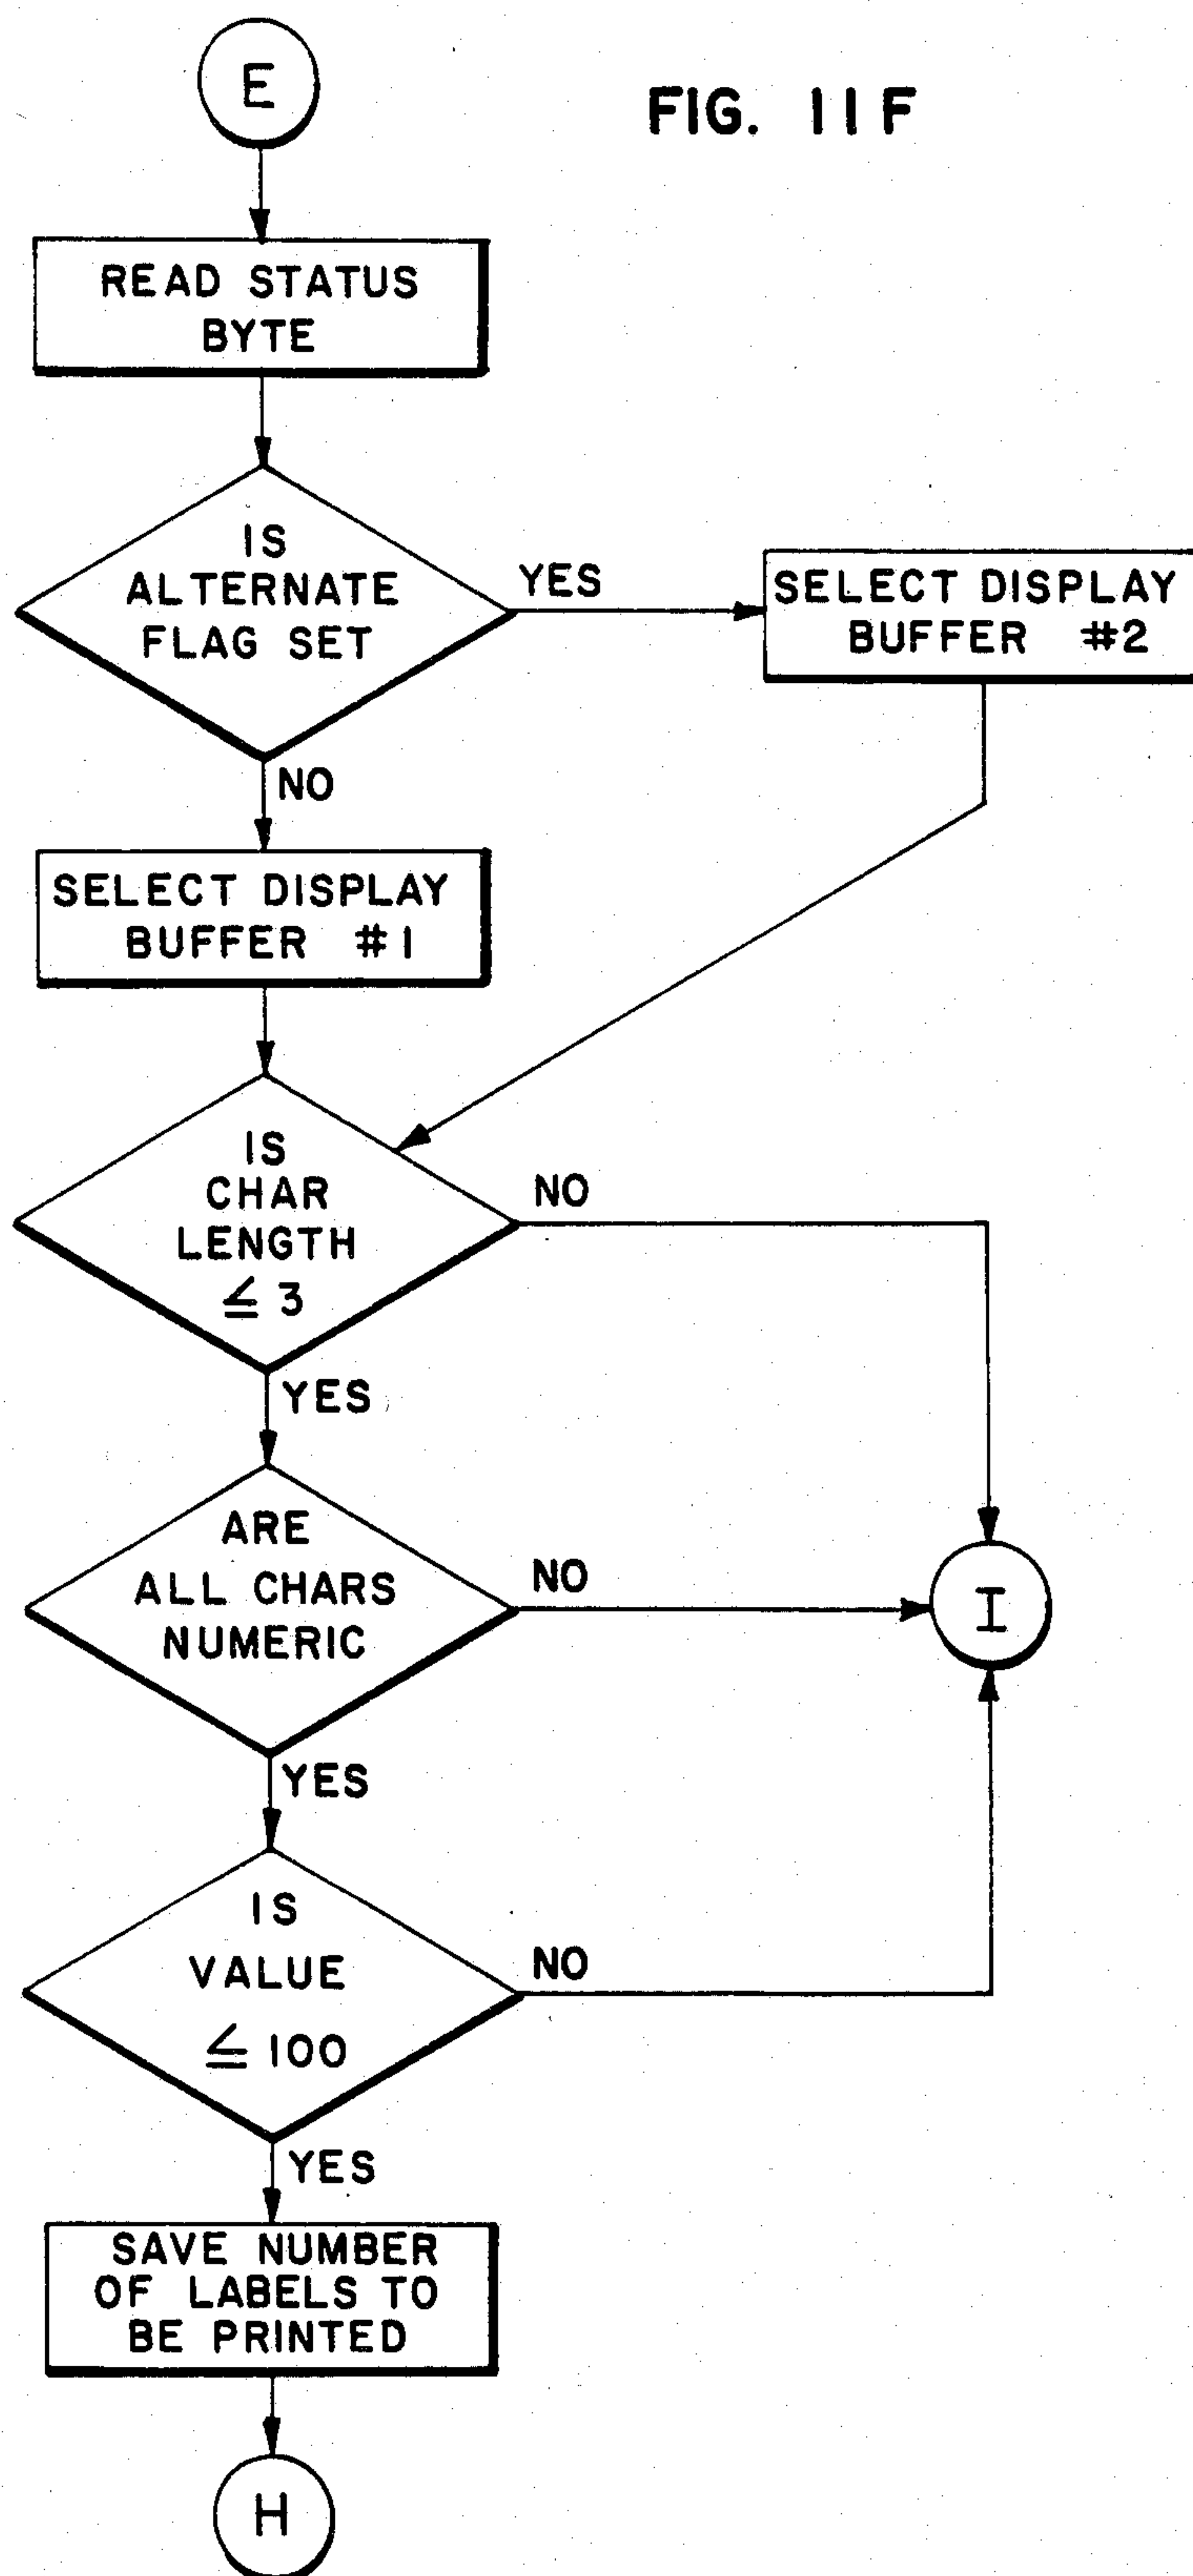 E
FIG. 11F
READ STATUS
BYTE
IS
ALTERNATE
FLAG SET
YES
SELECT DISPLAY
BUFFER #2
NO
SELECT DISPLAY
BUFFER #1
IS
CHAR
LENGTH
≦ 3
NO
YES
ARE
ALL CHARS
NUMERIC
NO
I
YES
IS
VALUE
≦ 100
NO
YES
SAVE NUMBER
OF LABELS TO
BE PRINTED
H